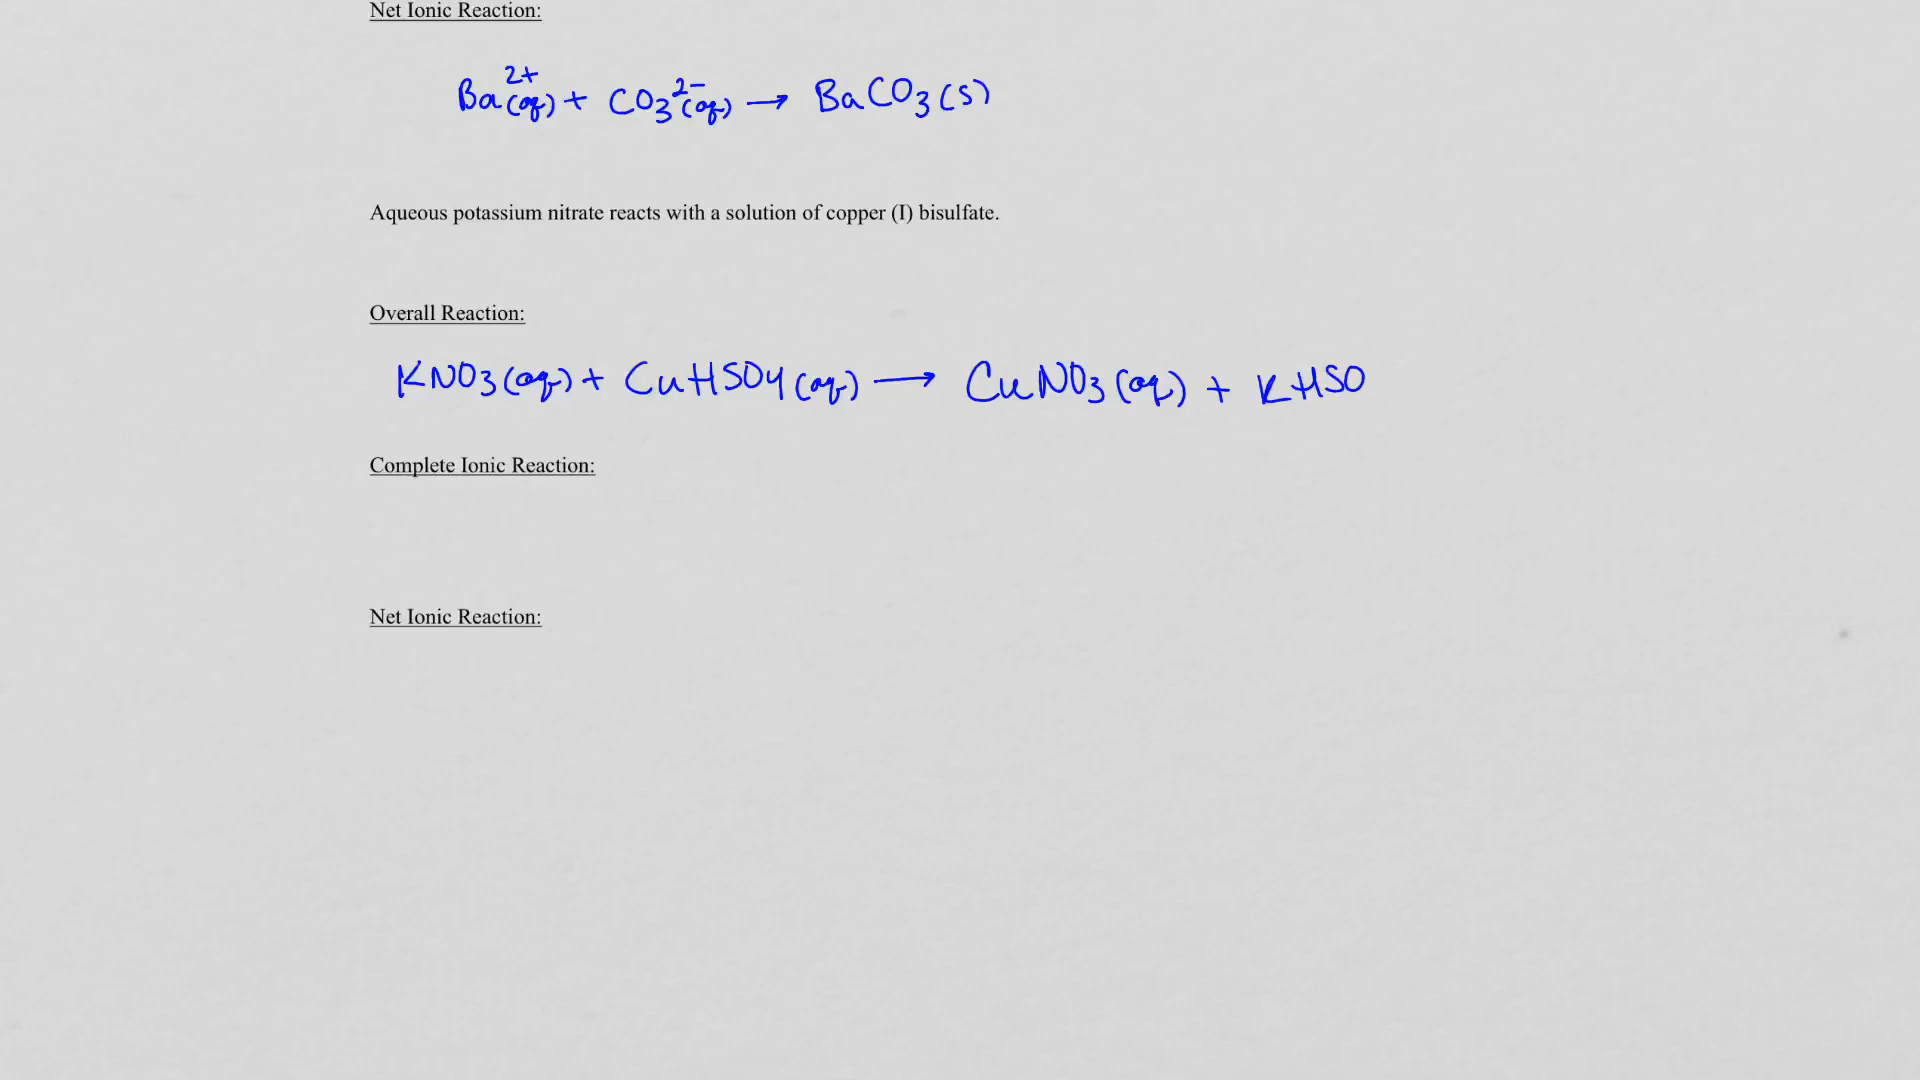 Net Ionic Reaction:
Ba²⁺(aq) + CO₃²⁻(aq) → BaCO₃(s)
Aqueous potassium nitrate reacts with a solution of copper (I) bisulfate.
Overall Reaction:
KNO₃(aq) + CuHSO₄(aq) → CuNO₃(aq) + KHSO
Complete Ionic Reaction:
Net Ionic Reaction: